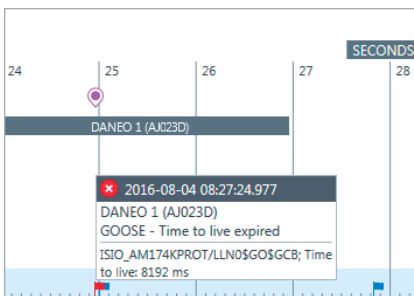 SECONDS
24 25 26 27 28
DANEO 1 (AJ023D)
2016-08-04 08:27:24.977
DANEO 1 (AJ023D)
GOOSE - Time to live expired
ISIO_AM174KPROT/LLN0$GO$GCB; Time
to live: 8192 ms